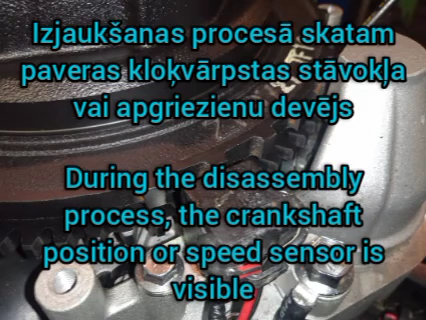 Izjaukšanas procesā skatam
paveras kloķvārpstas stāvokļa
vai apgriezienu devējs
During the disassembly
process, the crankshaft
position or speed sensor is
visible